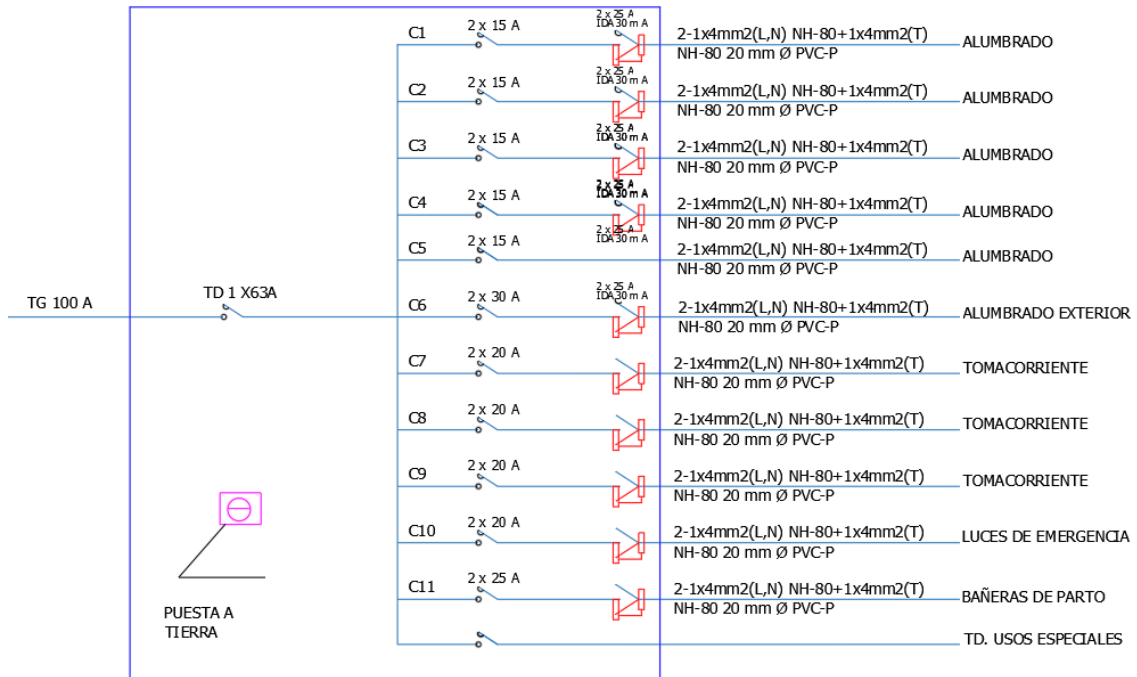 C1
2 x 15 A
2 x 25 A
IDA 30 m A
2-1x4mm2(L,N) NH-80+1x4mm2(T)
NH-80 20 mm Ø PVC-P
ALUMBRADO
C2
2 x 15 A
2 x 25 A
IDA 30 m A
2-1x4mm2(L,N) NH-80+1x4mm2(T)
NH-80 20 mm Ø PVC-P
ALUMBRADO
C3
2 x 15 A
2 x 25 A
IDA 30 m A
2-1x4mm2(L,N) NH-80+1x4mm2(T)
NH-80 20 mm Ø PVC-P
ALUMBRADO
C4
2 x 15 A
2 x 25 A
IDA 30 m A
2-1x4mm2(L,N) NH-80+1x4mm2(T)
NH-80 20 mm Ø PVC-P
ALUMBRADO
C5
2 x 15 A
2 x 25 A
IDA 30 m A
2-1x4mm2(L,N) NH-80+1x4mm2(T)
NH-80 20 mm Ø PVC-P
ALUMBRADO
TG 100 A
TD 1 X63A
C6
2 x 30 A
2 x 25 A
IDA 30 m A
2-1x4mm2(L,N) NH-80+1x4mm2(T)
NH-80 20 mm Ø PVC-P
ALUMBRADO EXTERIOR
C7
2 x 20 A
2-1x4mm2(L,N) NH-80+1x4mm2(T)
NH-80 20 mm Ø PVC-P
TOMACORRIENTE
C8
2 x 20 A
2-1x4mm2(L,N) NH-80+1x4mm2(T)
NH-80 20 mm Ø PVC-P
TOMACORRIENTE
C9
2 x 20 A
2-1x4mm2(L,N) NH-80+1x4mm2(T)
NH-80 20 mm Ø PVC-P
TOMACORRIENTE
C10
2 x 20 A
2-1x4mm2(L,N) NH-80+1x4mm2(T)
NH-80 20 mm Ø PVC-P
LUCES DE EMERGENCIA
C11
2 x 25 A
2-1x4mm2(L,N) NH-80+1x4mm2(T)
NH-80 20 mm Ø PVC-P
BAÑERAS DE PARTO
PUESTA A
TIERRA
TD. USOS ESPECIALES